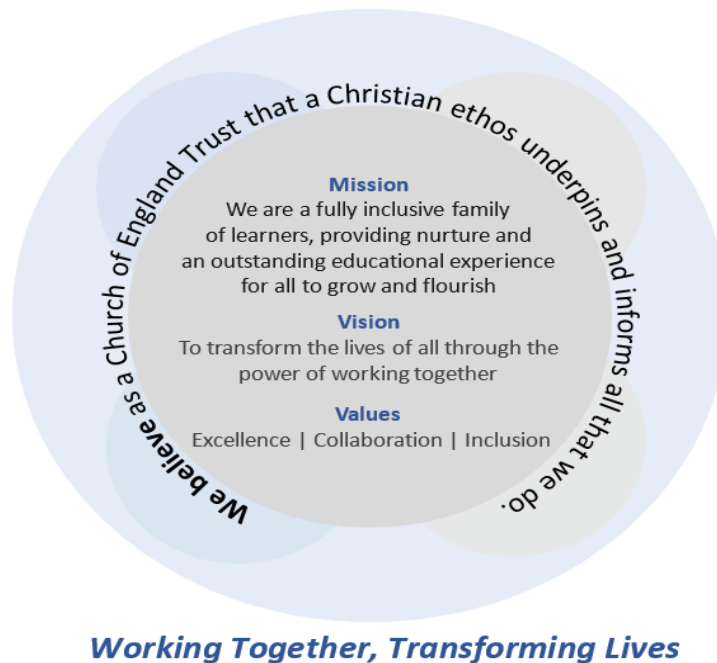 We believe as a Church of England Trust that a Christian ethos underpins and informs all that we do.
Mission
We are a fully inclusive family
of learners, providing nurture and
an outstanding educational experience
for all to grow and flourish
Vision
To transform the lives of all through the
power of working together
Values
Excellence | Collaboration | Inclusion
Working Together, Transforming Lives